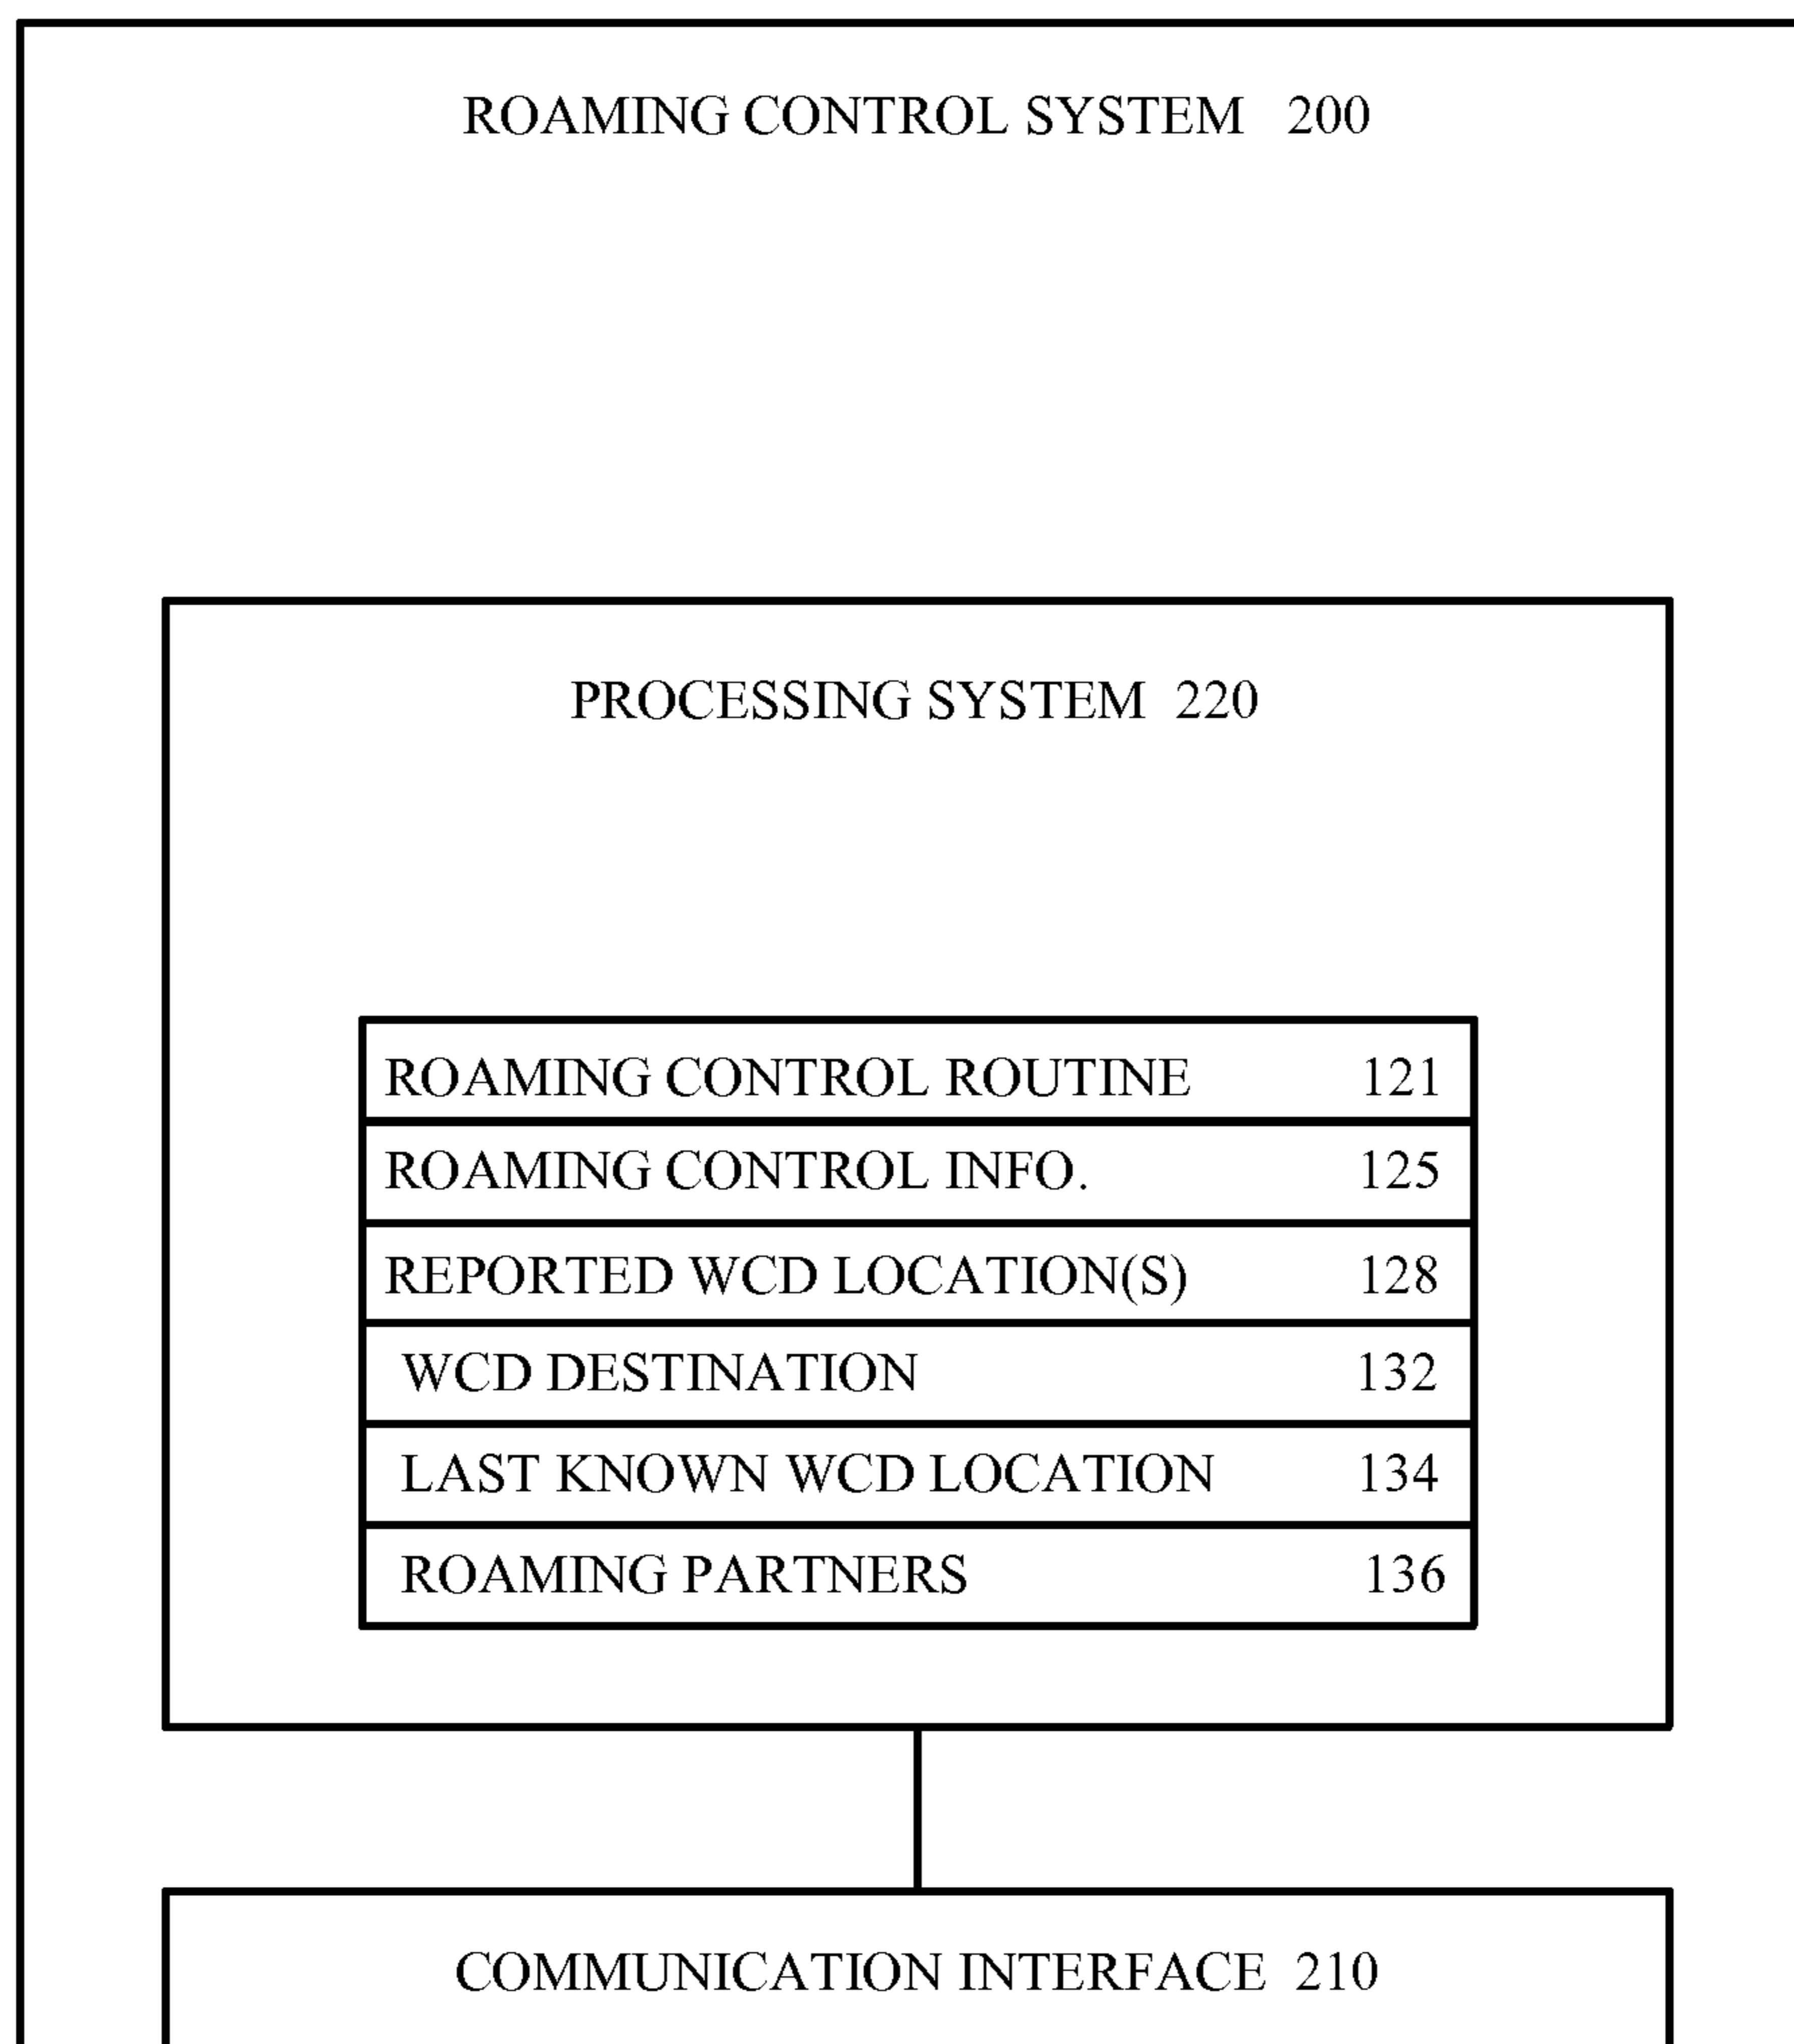 ROAMING CONTROL SYSTEM 200
PROCESSING SYSTEM 220
ROAMING CONTROL ROUTINE 121
ROAMING CONTROL INFO. 125
REPORTED WCD LOCATION(S) 128
WCD DESTINATION 132
LAST KNOWN WCD LOCATION 134
ROAMING PARTNERS 136
COMMUNICATION INTERFACE 210